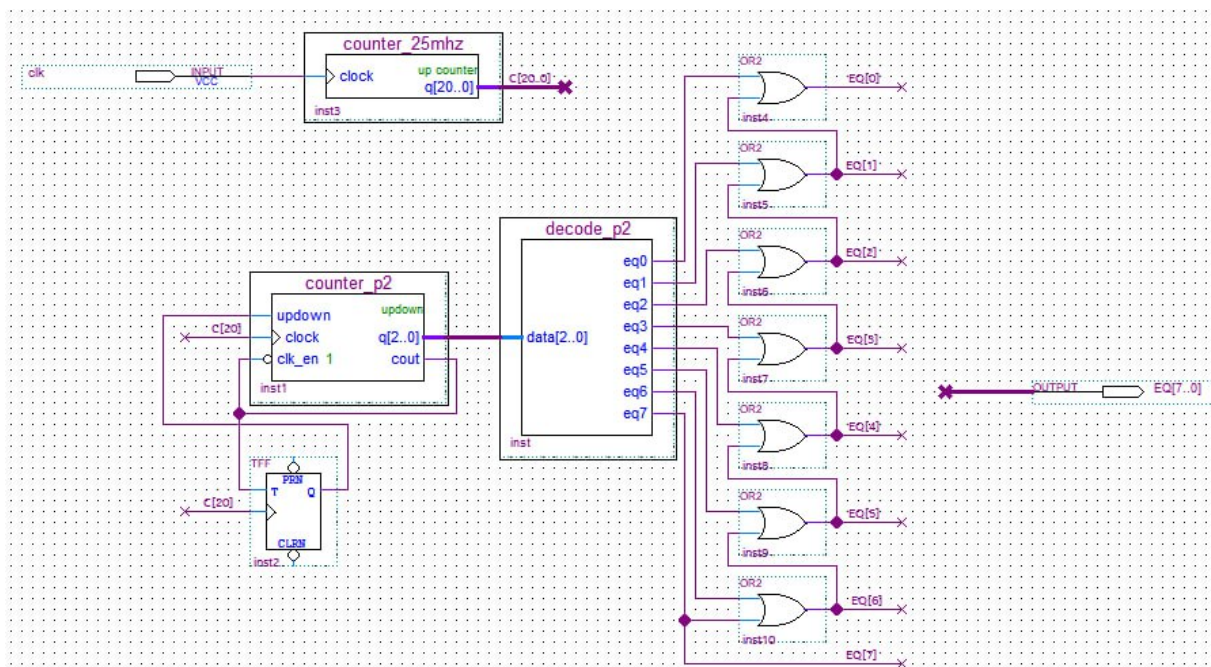 counter_25mhz
clk
INPUT
VCC
clock
up counter
q[20..0]
C[20..0]
inst3
OR2
EQ[0]
inst4
OR2
EQ[1]
inst5
OR2
EQ[2]
inst6
OR2
EQ[3]
inst7
OR2
EQ[4]
inst8
OR2
EQ[5]
inst9
OR2
EQ[6]
inst10
EQ[7]
decode_p2
eq0
eq1
eq2
eq3
eq4
eq5
eq6
eq7
data[2..0]
inst
counter_p2
updown
updown
C[20]
clock
q[2..0]
clk_en 1
cout
inst1
TFF
PRN
T Q
C[20]
CLRN
inst2
OUTPUT
EQ[7..0]